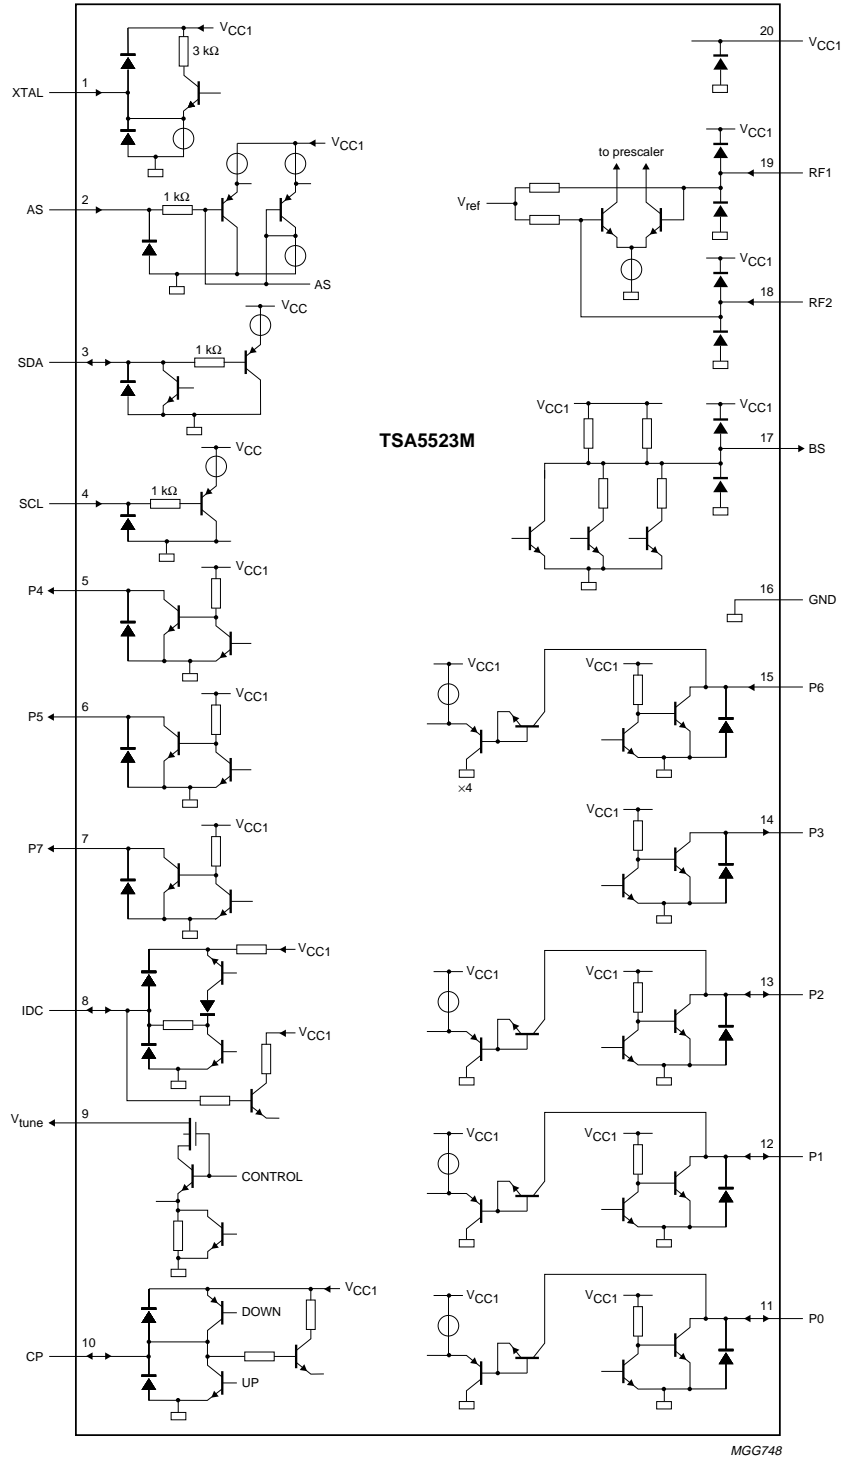 VCC1
3 kΩ
XTAL 1
VCC1
AS 2 1 kΩ
AS
VCC
SDA 3 1 kΩ
VCC
SCL 4 1 kΩ
VCC1
P4 5
VCC1
P5 6
VCC1
P7 7
VCC1
IDC 8
VCC1
Vtune 9
CONTROL
VCC1
DOWN
CP 10
UP
TSA5523M
20 VCC1
VCC1
to prescaler
19 RF1
Vref
VCC1
18 RF2
VCC1 VCC1
17 BS
16 GND
VCC1 VCC1
15 P6
×4
VCC1
14 P3
VCC1 VCC1
13 P2
VCC1 VCC1
12 P1
VCC1 VCC1
11 P0
MGG748